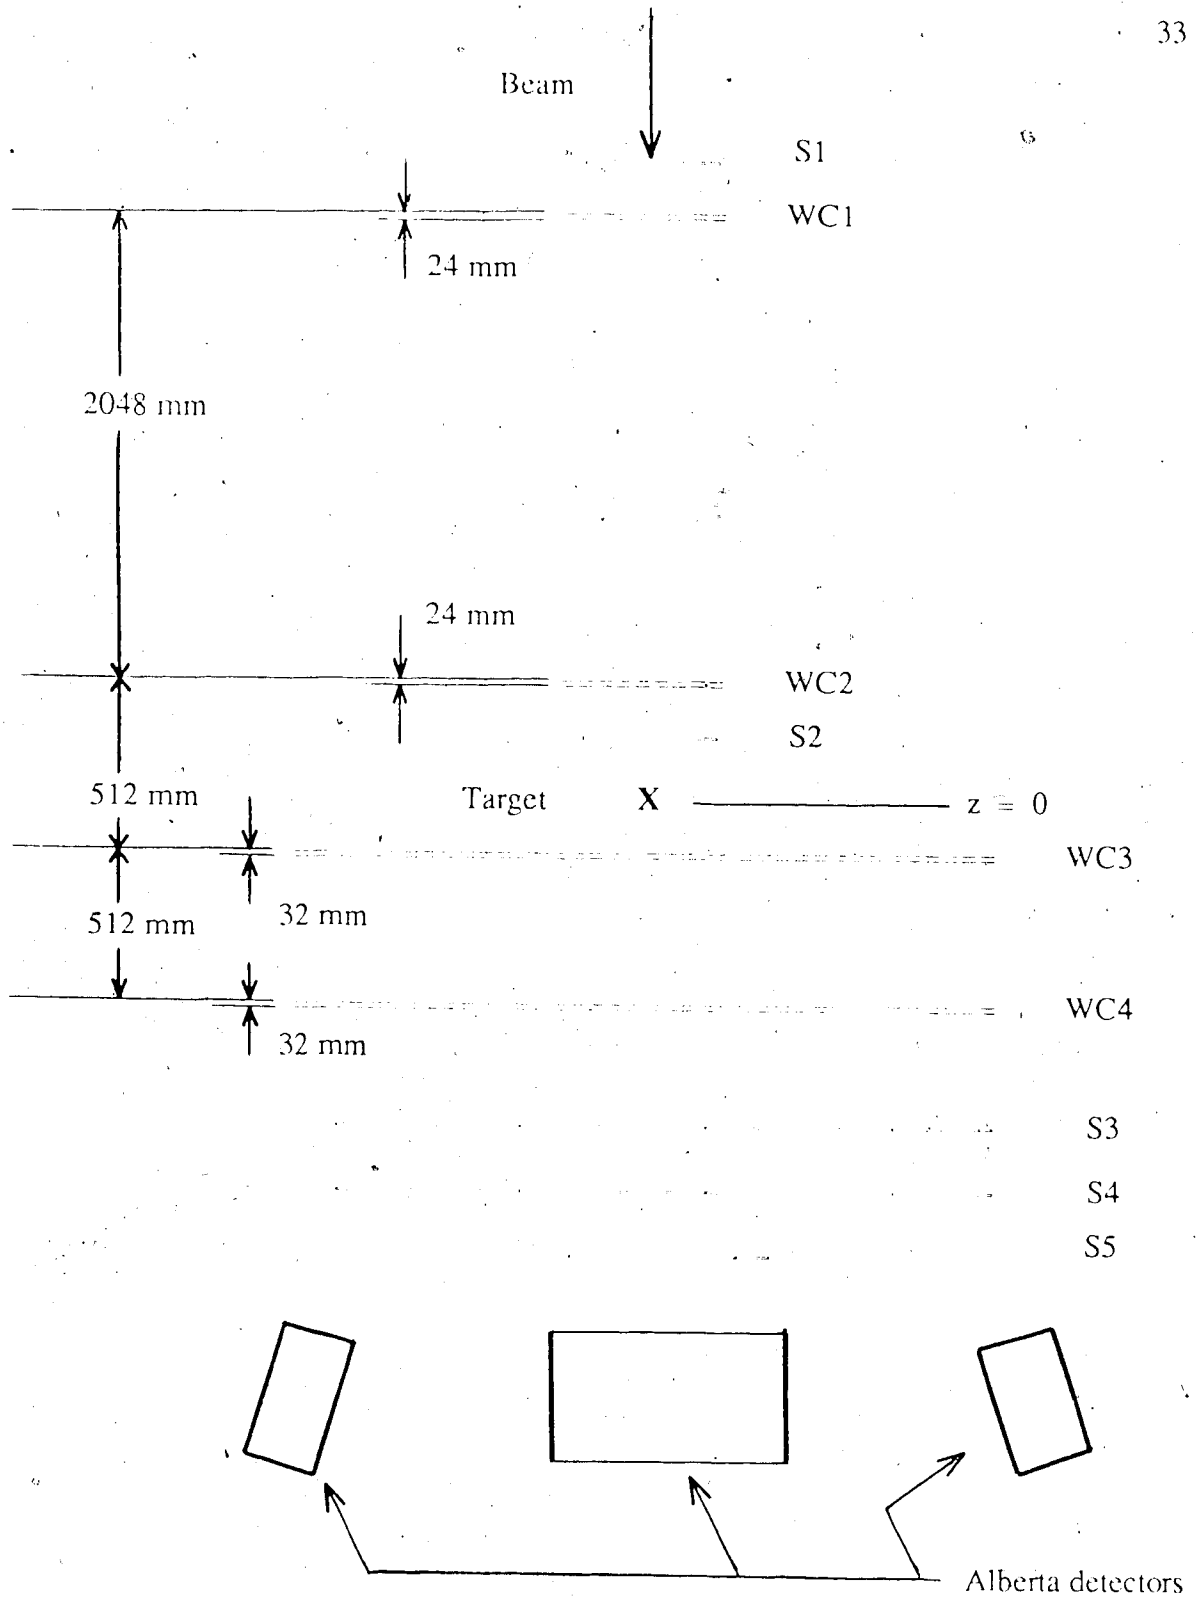 33
Beam
S1
WC1
24 mm
2048 mm
24 mm
WC2
S2
512 mm
Target X z = 0
WC3
32 mm
512 mm
WC4
32 mm
S3
S4
S5
Alberta detectors